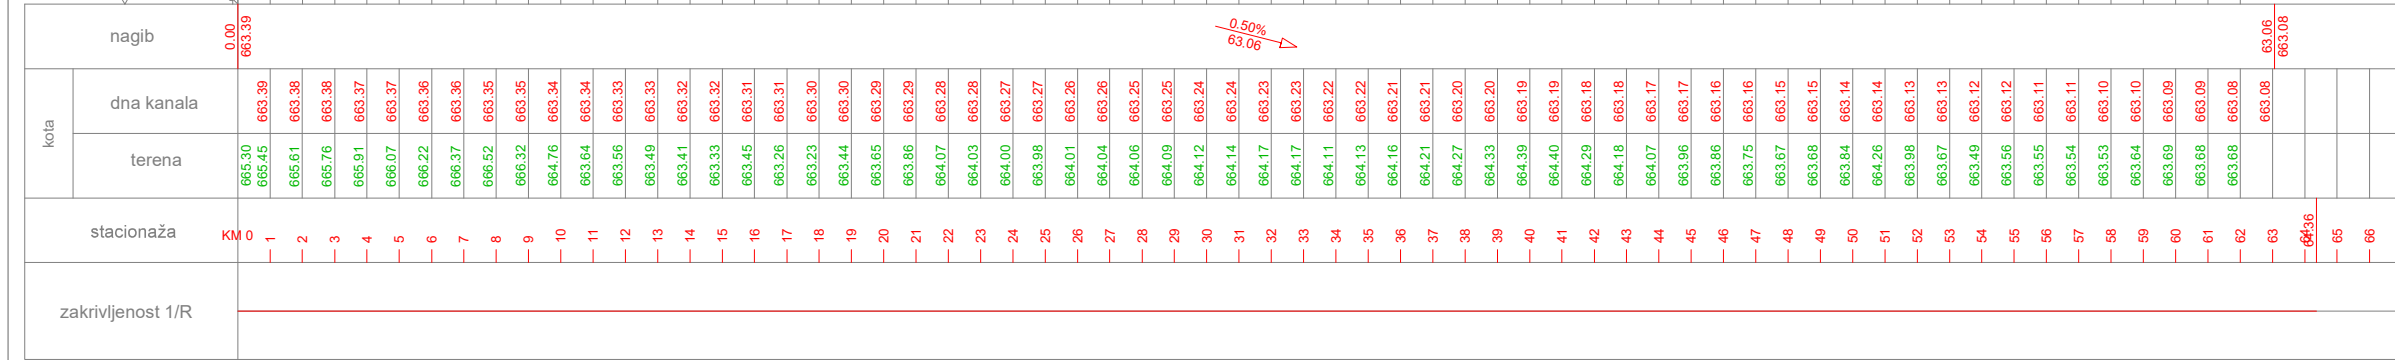 nagib 0.00 663.39 0.50% 63.06 63.06 663.08
kota
dna kanala 663.39 663.38 663.38 663.37 663.37 663.36 663.36 663.35 663.35 663.34 663.34 663.33 663.33 663.32 663.32 663.31 663.31 663.30 663.30 663.29 663.29 663.28 663.28 663.27 663.27 663.26 663.26 663.25 663.25 663.24 663.24 663.23 663.23 663.22 663.22 663.21 663.21 663.20 663.20 663.19 663.19 663.18 663.18 663.17 663.17 663.16 663.16 663.15 663.15 663.14 663.14 663.13 663.13 663.12 663.12 663.11 663.11 663.10 663.10 663.09 663.09 663.08 663.08
terena 665.30 665.45 665.61 665.76 665.91 666.07 666.22 666.37 666.52 666.32 664.76 663.64 663.56 663.49 663.41 663.33 663.45 663.26 663.23 663.44 663.65 663.86 664.07 664.03 664.00 663.98 664.01 664.04 664.06 664.09 664.12 664.14 664.17 664.17 664.11 664.13 664.16 664.21 664.27 664.33 664.39 664.40 664.29 664.18 664.07 663.96 663.86 663.75 663.67 663.68 663.84 664.26 663.98 663.67 663.49 663.56 663.55 663.54 663.53 663.64 663.69 663.68 663.68
stacionaža KM 0 1 2 3 4 5 6 7 8 9 10 11 12 13 14 15 16 17 18 19 20 21 22 23 24 25 26 27 28 29 30 31 32 33 34 35 36 37 38 39 40 41 42 43 44 45 46 47 48 49 50 51 52 53 54 55 56 57 58 59 60 61 62 63 64 64.36 65 66
zakrivljenost 1/R